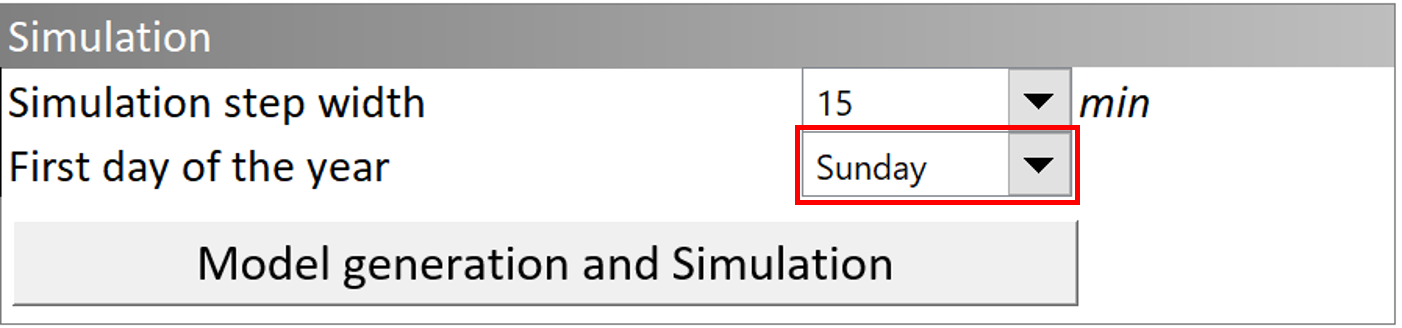 Simulation
Simulation step width 15 min
First day of the year Sunday
Model generation and Simulation